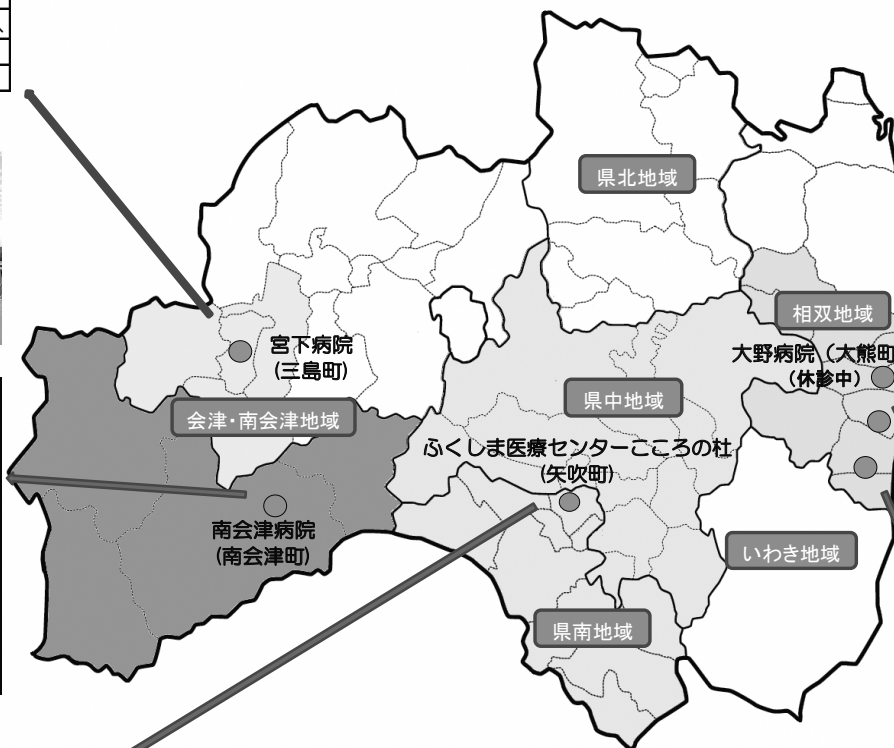 県北地域
相双地域
宮下病院
(三島町)
大野病院（大熊町
（休診中）
県中地域
会津・南会津地域
ふくしま医療センターこころの杜
(矢吹町)
南会津病院
(南会津町)
いわき地域
県南地域